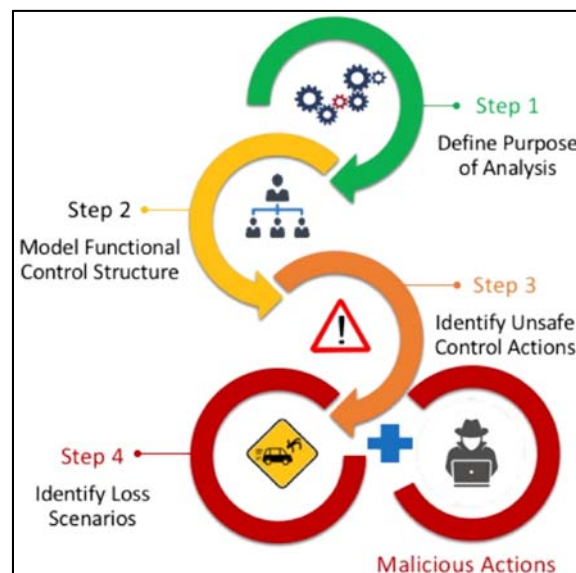 Step 1
Define Purpose
of Analysis
Step 2
Model Functional
Control Structure
Step 3
Identify Unsafe
Control Actions
Step 4
Identify Loss
Scenarios
Malicious Actions